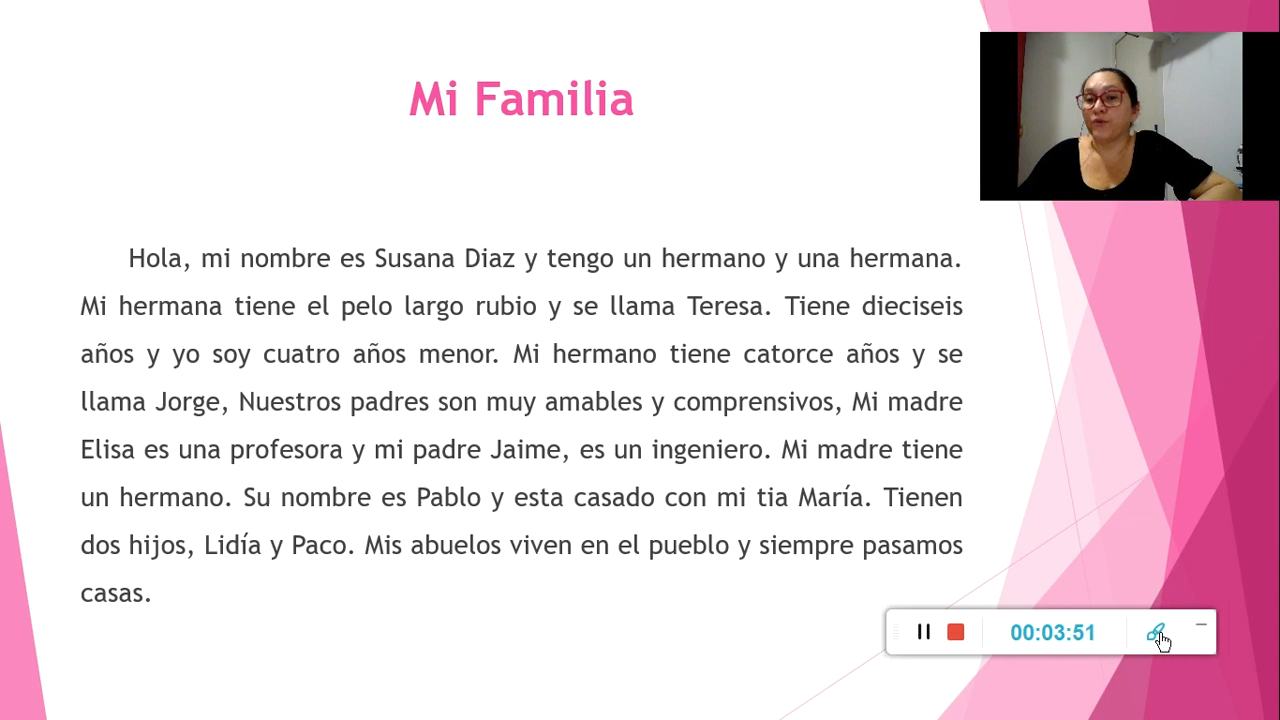 Mi Familia
Hola, mi nombre es Susana Diaz y tengo un hermano y una hermana.
Mi hermana tiene el pelo largo rubio y se llama Teresa. Tiene dieciseis
años y yo soy cuatro años menor. Mi hermano tiene catorce años y se
llama Jorge, Nuestros padres son muy amables y comprensivos, Mi madre
Elisa es una profesora y mi padre Jaime, es un ingeniero. Mi madre tiene
un hermano. Su nombre es Pablo y esta casado con mi tia María. Tienen
dos hijos, Lidía y Paco. Mis abuelos viven en el pueblo y siempre pasamos
casas.
00:03:51